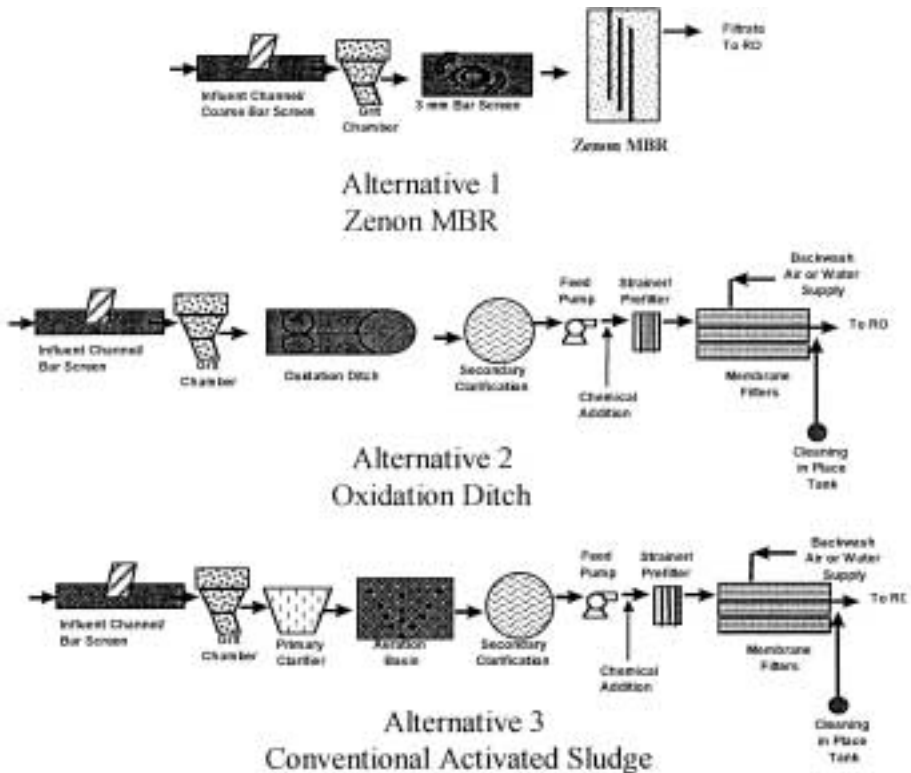 Filtrate
To RO
Influent Channel/
Coarse Bar Screen
Grit
Chamber
3 mm Bar Screen
Zenon MBR
Alternative 1
Zenon MBR
Backwash
Air or Water
Supply
Feed
Pump
Strainer/
Prefilter
To RO
Influent Channel/
Bar Screen
Grit
Chamber
Oxidation Ditch
Secondary
Clarification
Chemical
Addition
Membrane
Filters
Cleaning
in Place
Tank
Alternative 2
Oxidation Ditch
Backwash
Air or Water
Supply
Feed
Pump
Strainer/
Prefilter
To RO
Influent Channel/
Bar Screen
Grit
Chamber
Primary
Clarifier
Aeration
Basin
Secondary
Clarification
Chemical
Addition
Membrane
Filters
Cleaning
in Place
Tank
Alternative 3
Conventional Activated Sludge